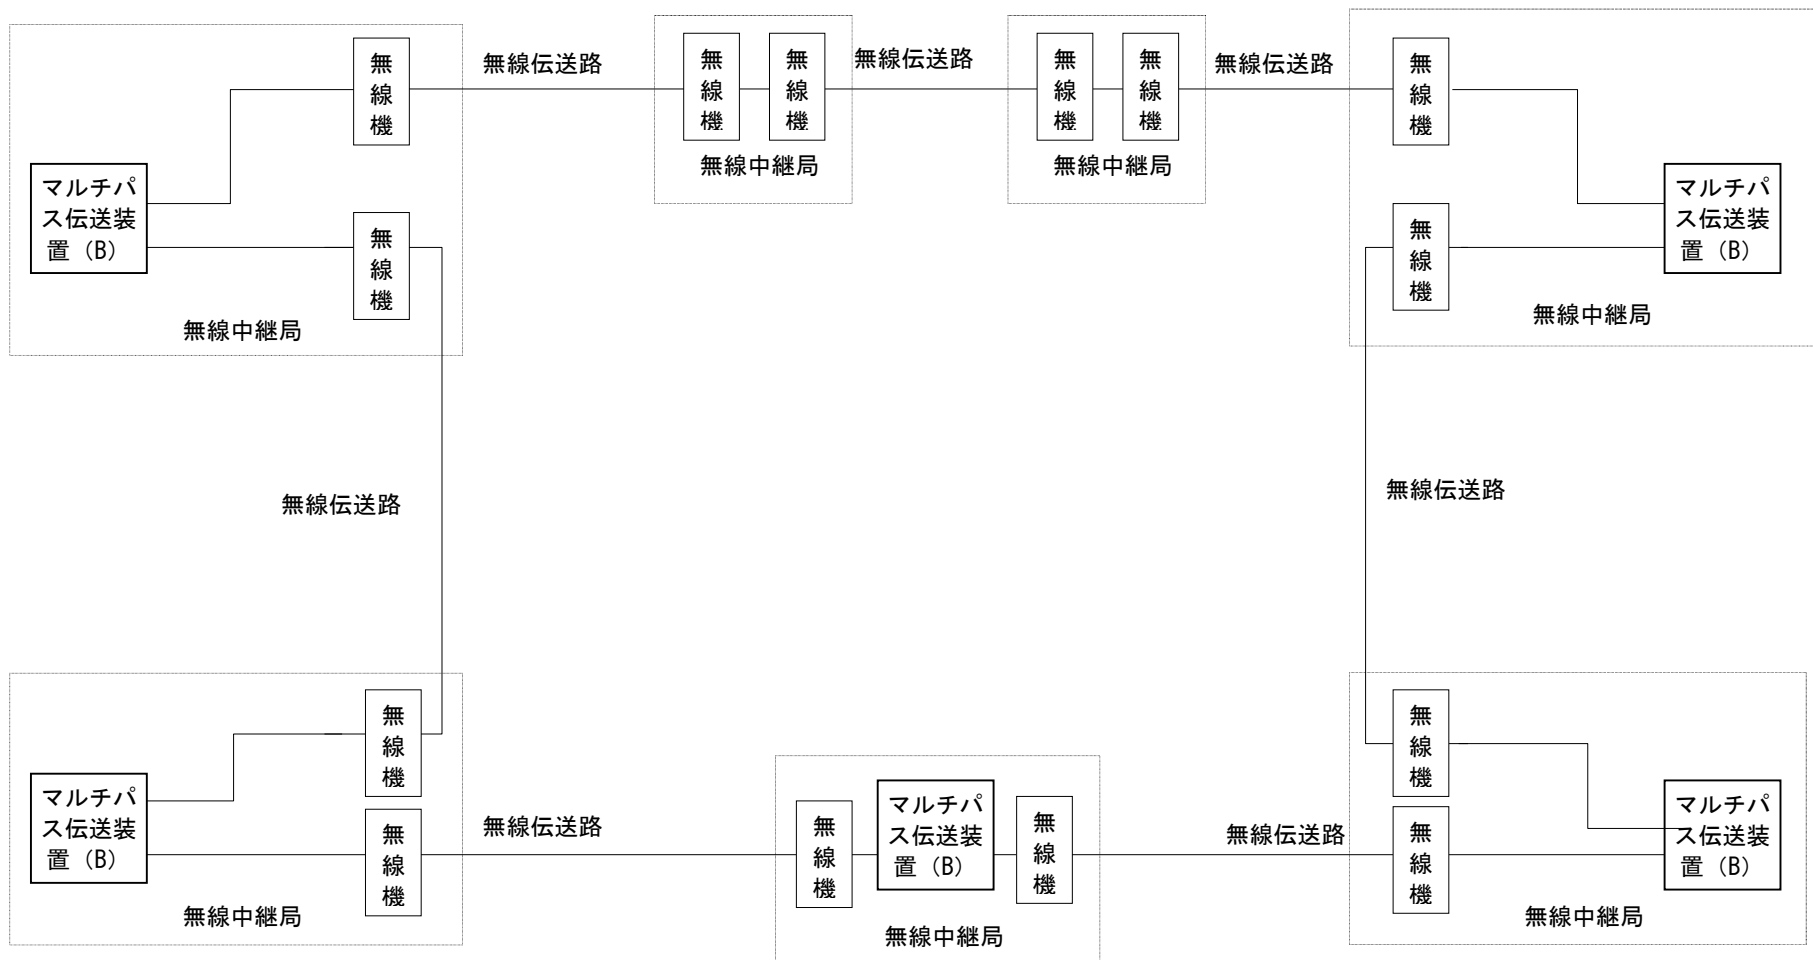 無線機
無線伝送路
無線機
無線機
無線中継局
無線伝送路
無線機
無線機
無線中継局
無線伝送路
無線機
マルチパ
ス伝送装
置（B）
無線機
無線中継局
無線機
マルチパ
ス伝送装
置（B）
無線中継局
無線伝送路
無線伝送路
無線機
マルチパ
ス伝送装
置（B）
無線機
無線中継局
無線伝送路
無線機
マルチパ
ス伝送装
置（B）
無線機
無線中継局
無線伝送路
無線機
無線機
マルチパ
ス伝送装
置（B）
無線中継局